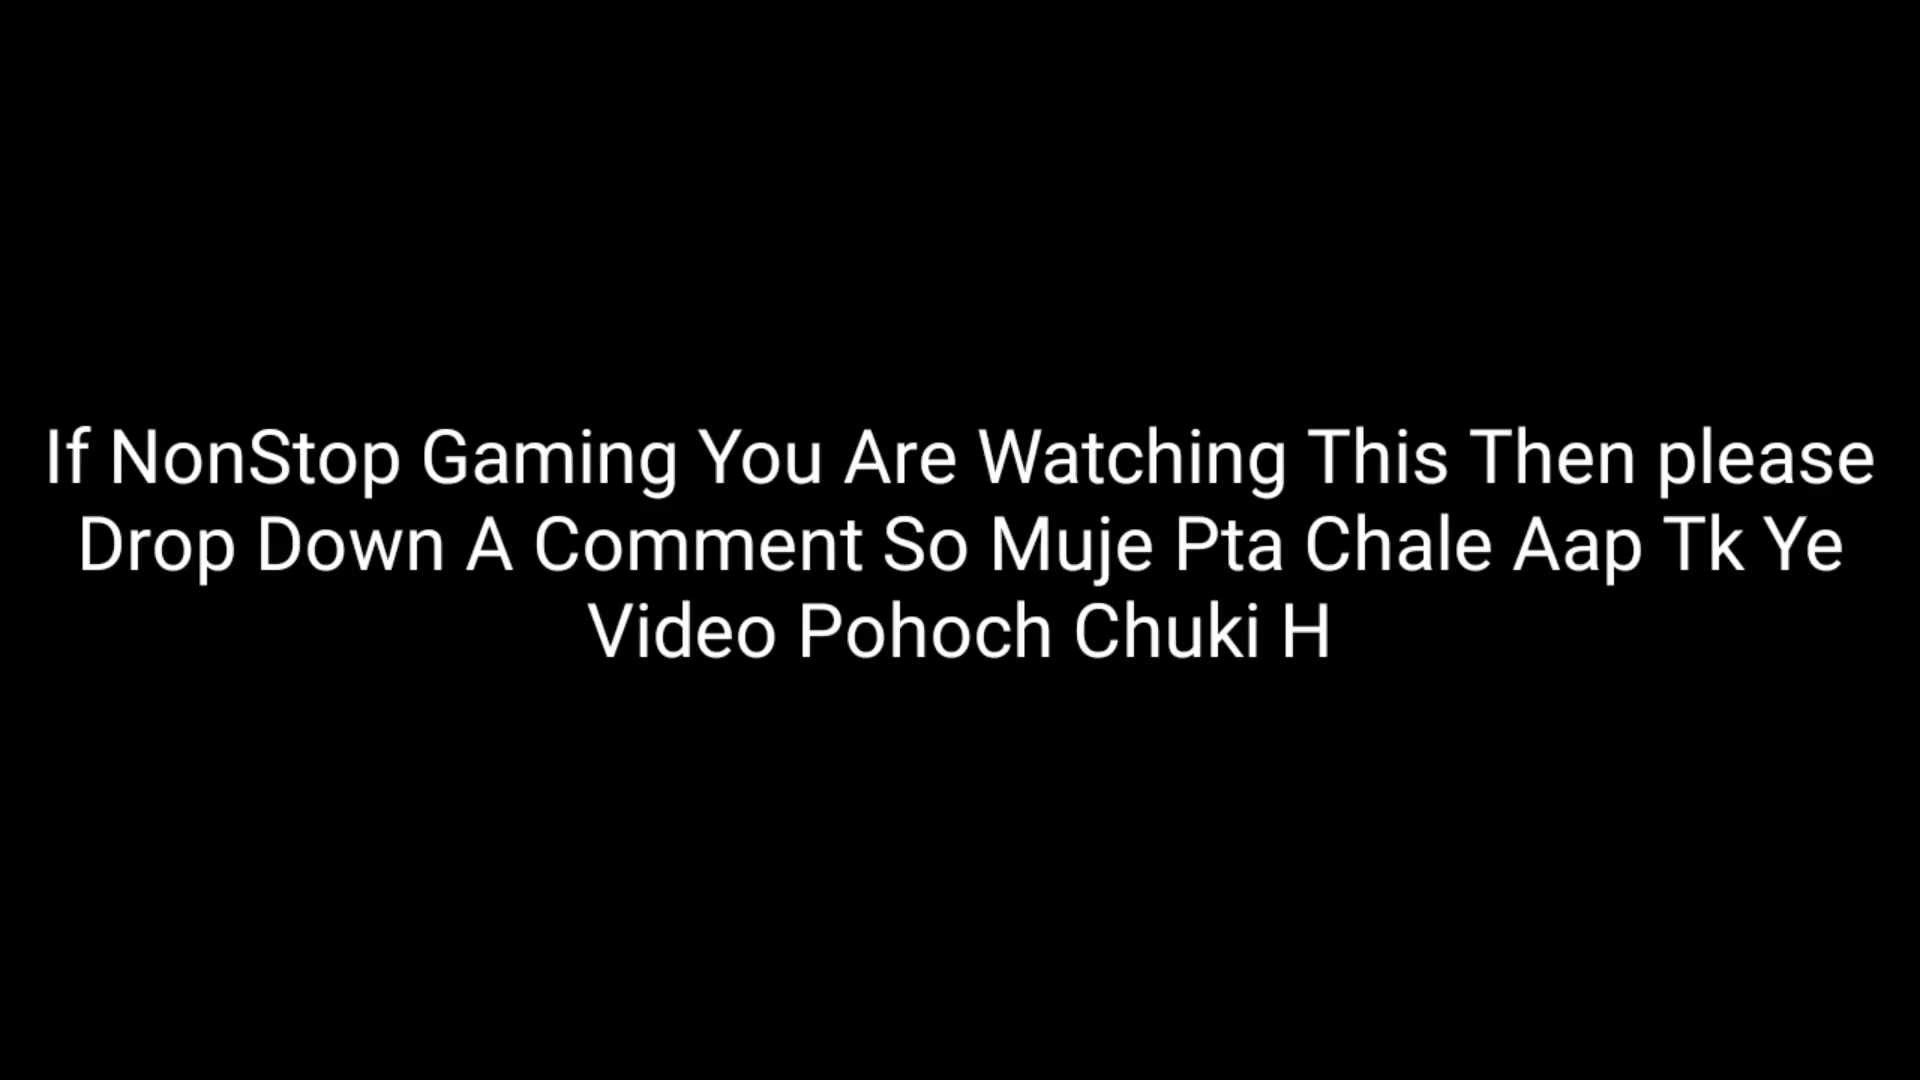 If NonStop Gaming You Are Watching This Then please
Drop Down A Comment So Muje Pta Chale Aap Tk Ye
Video Pohoch Chuki H